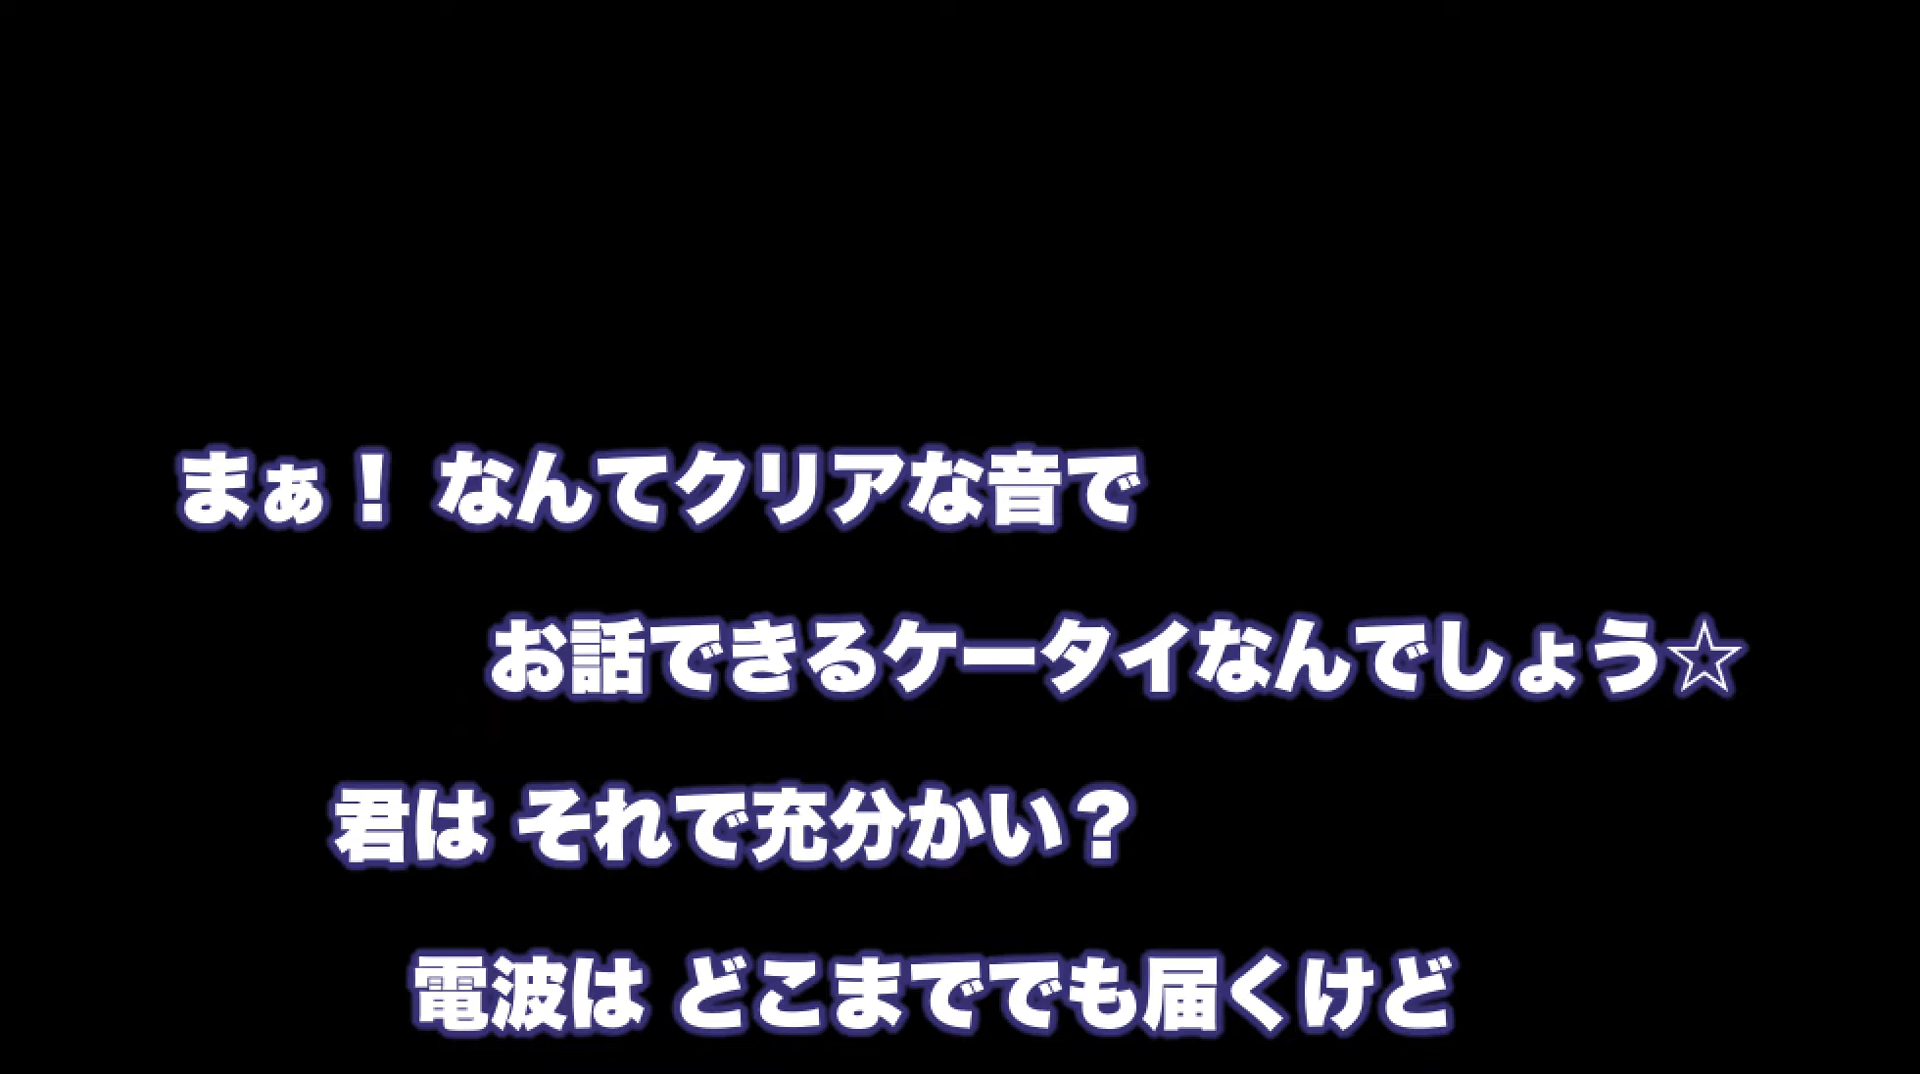 まぁ！ なんてクリアな音で
お話できるケータイなんでしょう☆
君は それで充分かい？
電波は どこまででも届くけど